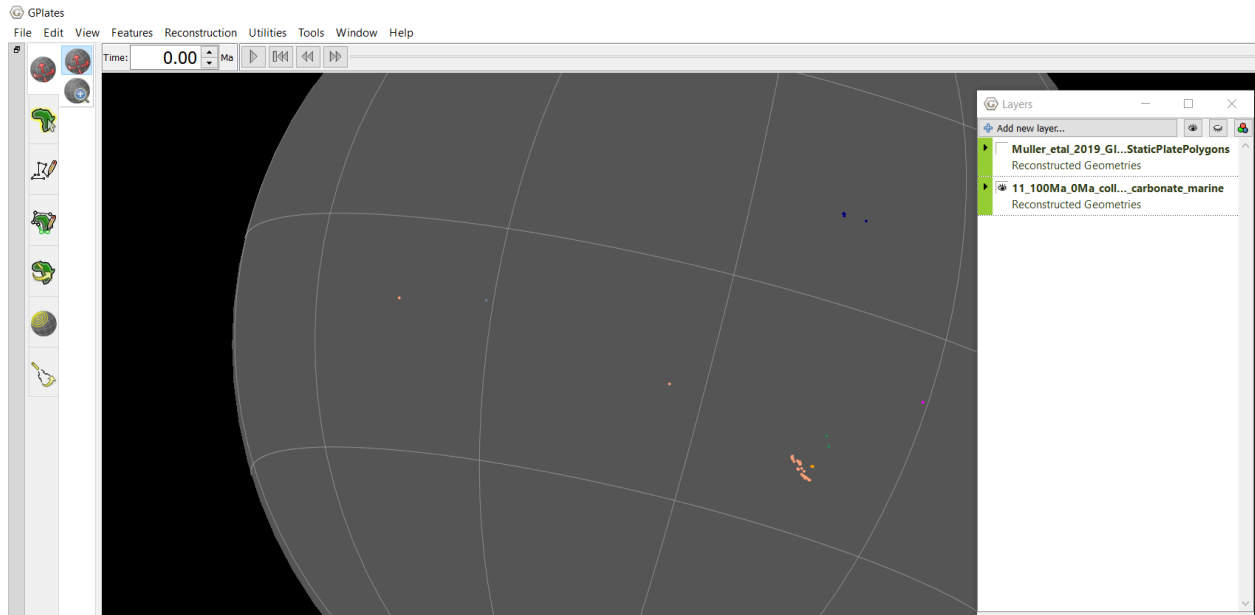 GPlates
File Edit View Features Reconstruction Utilities Tools Window Help
Time: 0.00 Ma
Layers
Add new layer...
Muller_etal_2019_Gl...StaticPlatePolygons
Reconstructed Geometries
11_100Ma_0Ma_coll..._carbonate_marine
Reconstructed Geometries